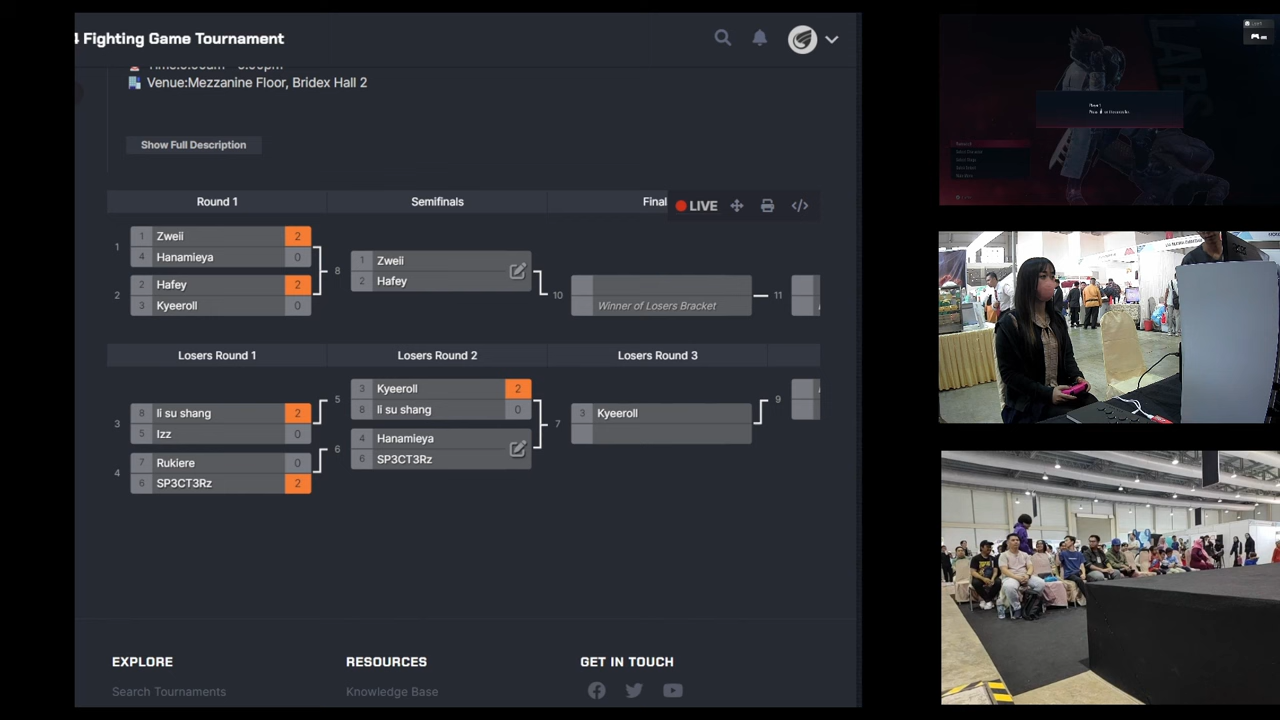 4 Fighting Game Tournament
Venue:Mezzanine Floor, Bridex Hall 2
Show Full Description
Round 1
Semifinals
Final
LIVE
1
1 Zweii 2
4 Hanamieya 0
2
2 Hafey 2
3 Kyeeroll 0
8
1 Zweii
2 Hafey
10
Winner of Losers Bracket
11
Losers Round 1
Losers Round 2
Losers Round 3
3
8 li su shang 2
5 Izz 0
4
7 Rukiere 0
6 SP3CT3Rz 2
5
3 Kyeeroll 2
8 li su shang 0
6
4 Hanamieya
6 SP3CT3Rz
7
3 Kyeeroll
9
EXPLORE
RESOURCES
GET IN TOUCH
Search Tournaments
Knowledge Base
LARS